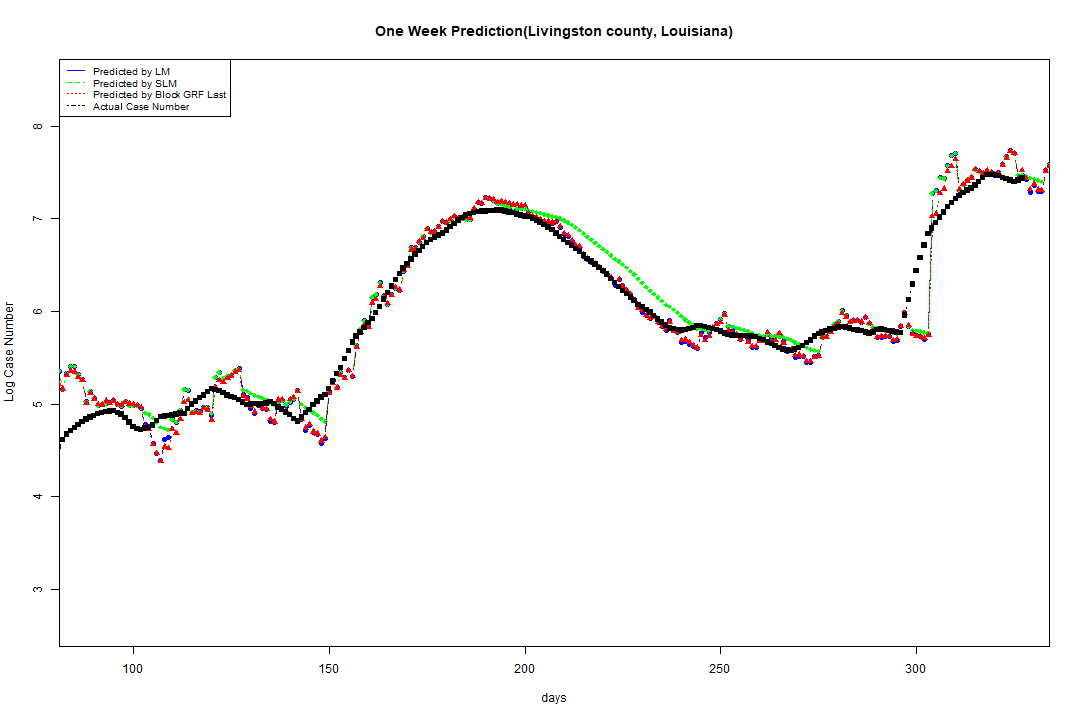 One Week Prediction(Livingston county, Louisiana)
Predicted by LM
Predicted by SLM
Predicted by Block GRF Last
Actual Case Number
8
7
6
5
4
3
Log Case Number
100 150 200 250 300
days